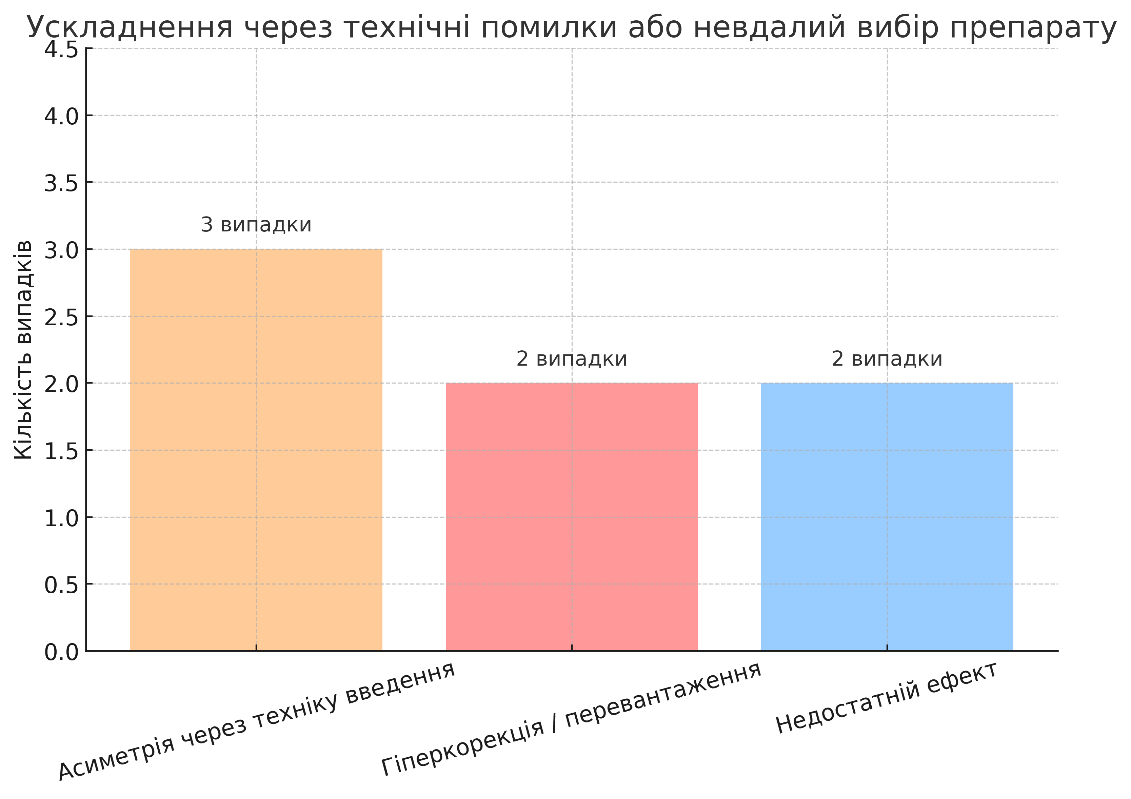 Ускладнення через технічні помилки або невдалий вибір препарату
Кількість випадків
4.5
4.0
3.5
3.0
2.5
2.0
1.5
1.0
0.5
0.0
3 випадки
2 випадки
2 випадки
Асиметрія через техніку введення
Гіперкорекція / перевантаження
Недостатній ефект